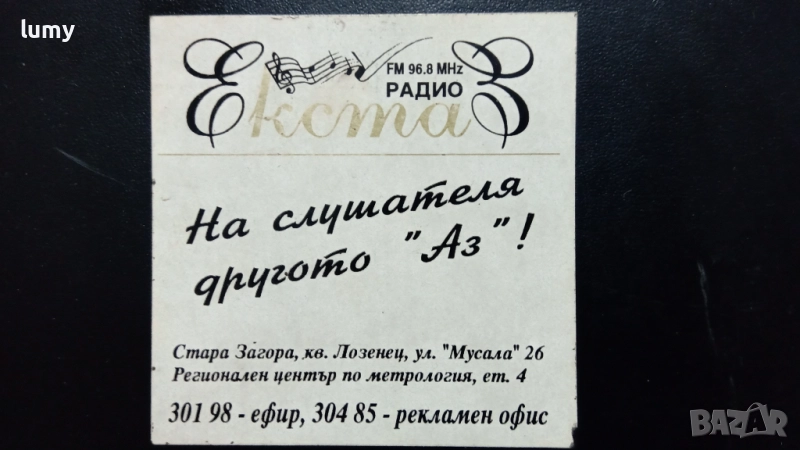 lumy
FM 96.8 MHz
РАДИО
ЕкстаЗ
На слушателя
другото "Аз"!
Стара Загора, кв. Лозенец, ул. "Мусала" 26
Регионален център по метрология, ет. 4
301 98 - ефир, 304 85 - рекламен офис
BAZAR